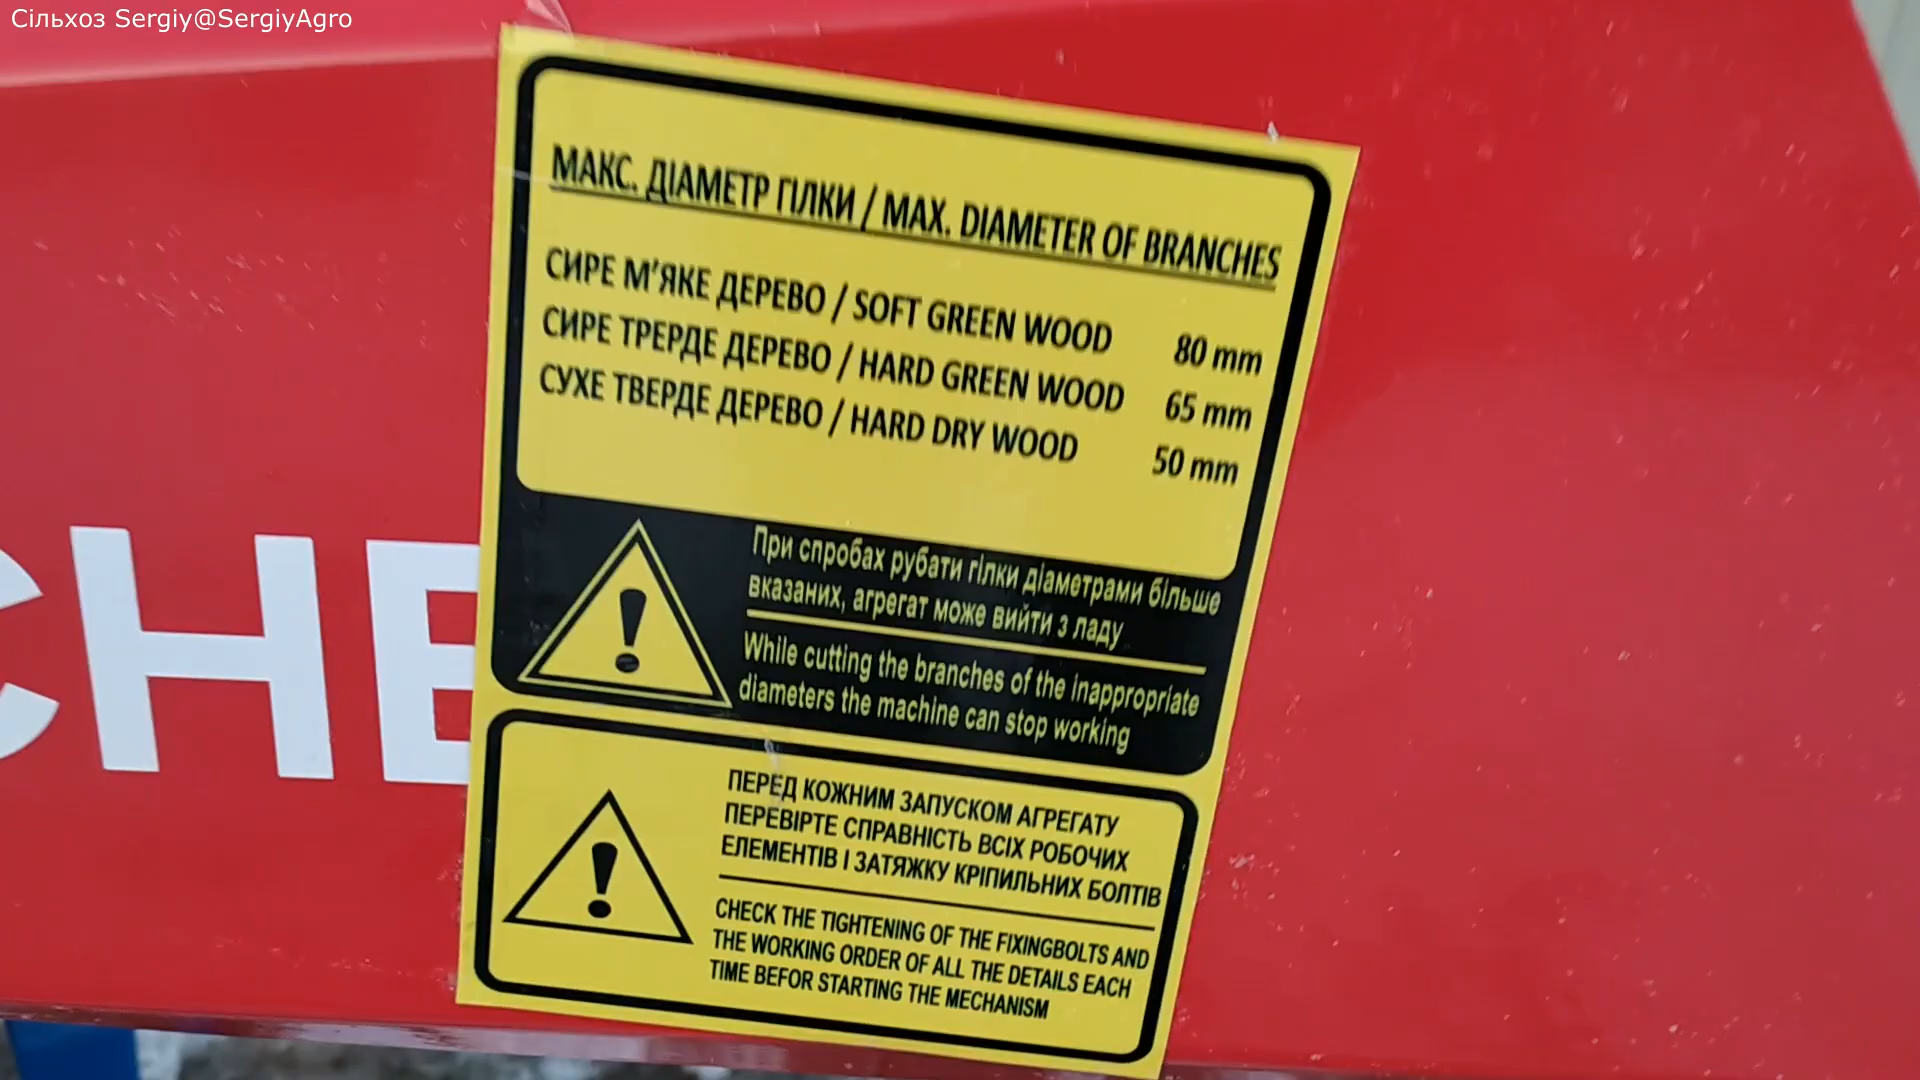 Сільхоз Sergiy@SergiyAgro
МАКС. ДІАМЕТР ГІЛКИ / MAX. DIAMETER OF BRANCHES
СИРЕ М’ЯКЕ ДЕРЕВО / SOFT GREEN WOOD 80 mm
СИРЕ ТРЕРДЕ ДЕРЕВО / HARD GREEN WOOD 65 mm
СУХЕ ТВЕРДЕ ДЕРЕВО / HARD DRY WOOD 50 mm
При спробах рубати гілки діаметрами більше
вказаних, агрегат може вийти з ладу
While cutting the branches of the inappropriate
diameters the machine can stop working
CHE
ПЕРЕД КОЖНИМ ЗАПУСКОМ АГРЕГАТУ
ПЕРЕВІРТЕ СПРАВНІСТЬ ВСІХ РОБОЧИХ
ЕЛЕМЕНТІВ І ЗАТЯЖКУ КРІПИЛЬНИХ БОЛТІВ
CHECK THE TIGHTENING OF THE FIXINGBOLTS AND
THE WORKING ORDER OF ALL THE DETAILS EACH
TIME BEFOR STARTING THE MECHANISM